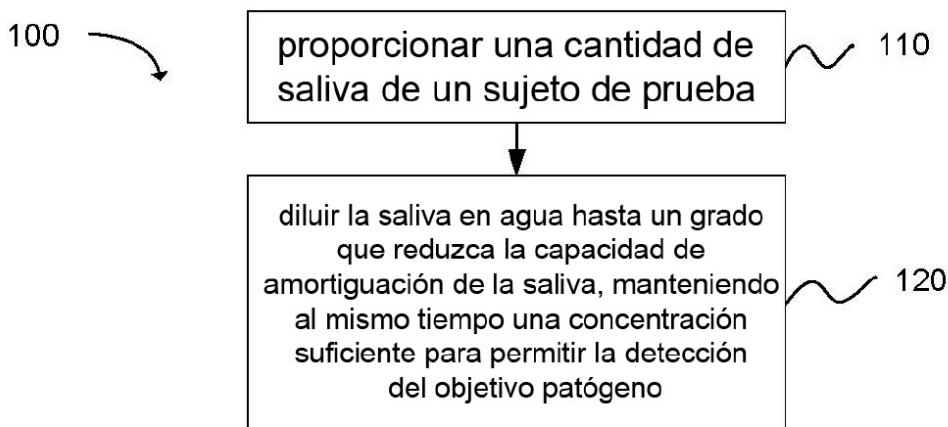 100
proporcionar una cantidad de
saliva de un sujeto de prueba
110
diluir la saliva en agua hasta un grado
que reduzca la capacidad de
amortiguación de la saliva, manteniendo
al mismo tiempo una concentración
suficiente para permitir la detección
del objetivo patógeno
120